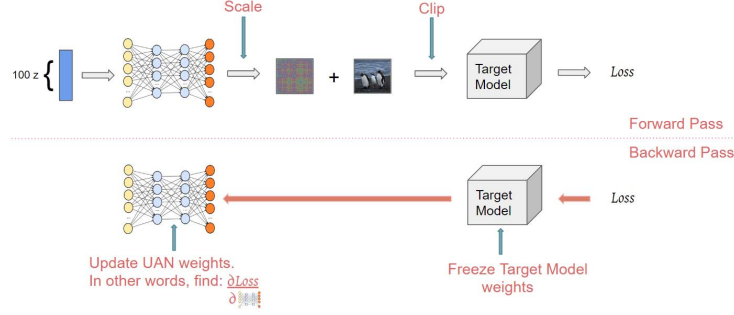 Scale
Clip
100 z {
+
Target
Model
Loss
Forward Pass
Backward Pass
Target
Model
Loss
Update UAN weights.
In other words, find: ∂Loss
∂
Freeze Target Model
weights